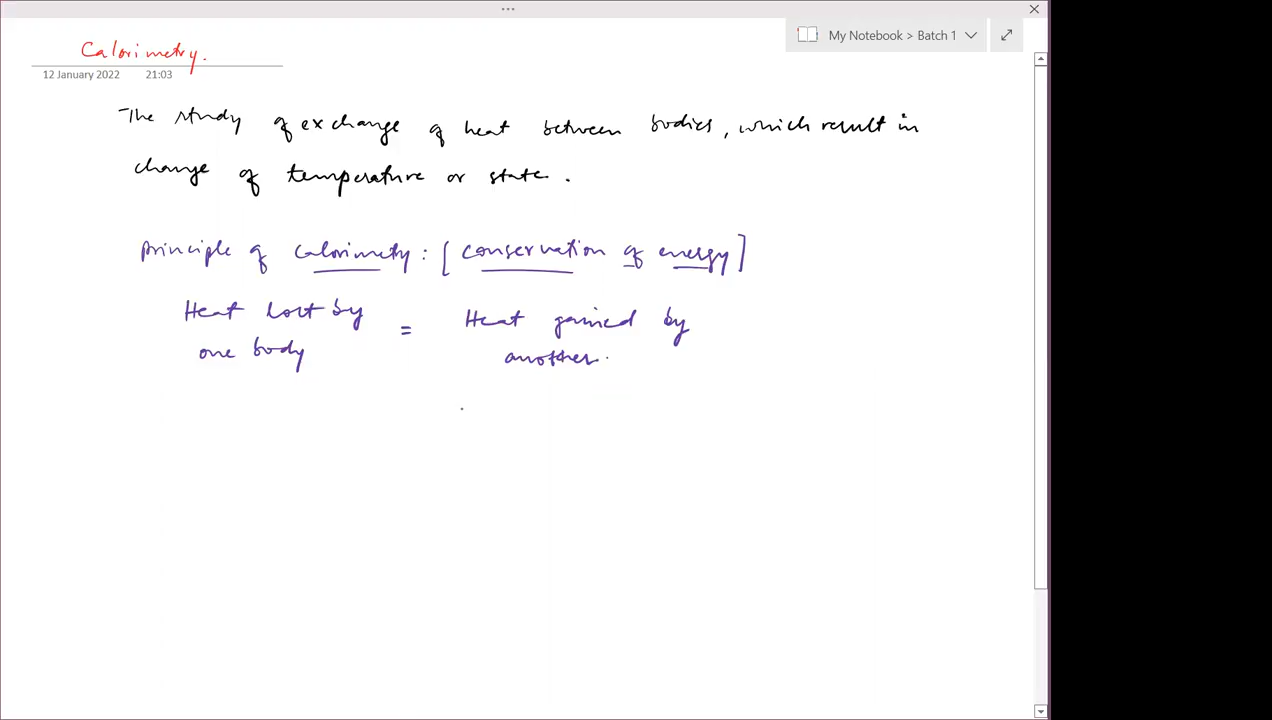 My Notebook > Batch 1
Calorimetry.
12 January 2022 21:03
The study of exchange of heat between bodies, which result in
change of temperature or state.
Principle of Calorimety: [conservation of energy]
Heat lost by
one body
=
Heat gained by
another.